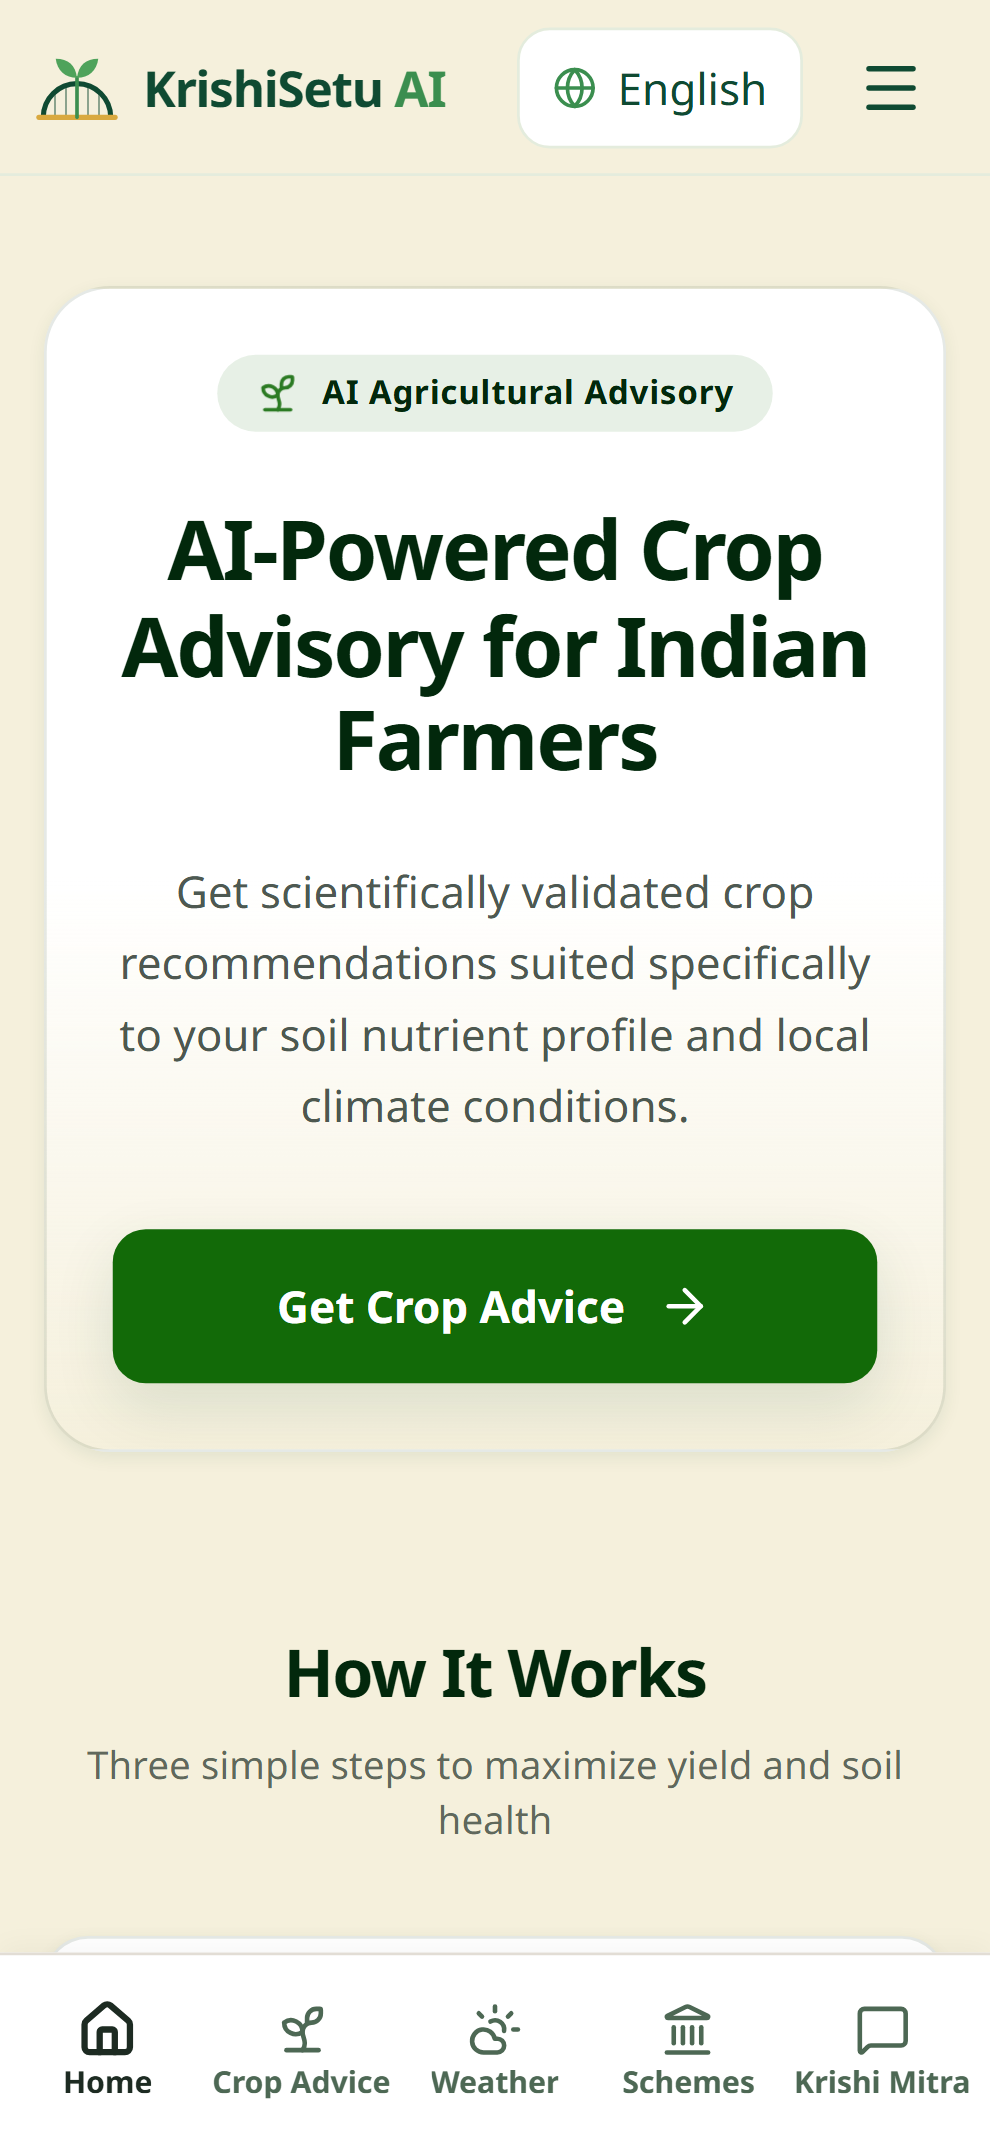 KrishiSetu AI
English
AI Agricultural Advisory
AI-Powered Crop
Advisory for Indian
Farmers
Get scientifically validated crop
recommendations suited specifically
to your soil nutrient profile and local
climate conditions.
Get Crop Advice
How It Works
Three simple steps to maximize yield and soil
health
Home
Crop Advice
Weather
Schemes
Krishi Mitra